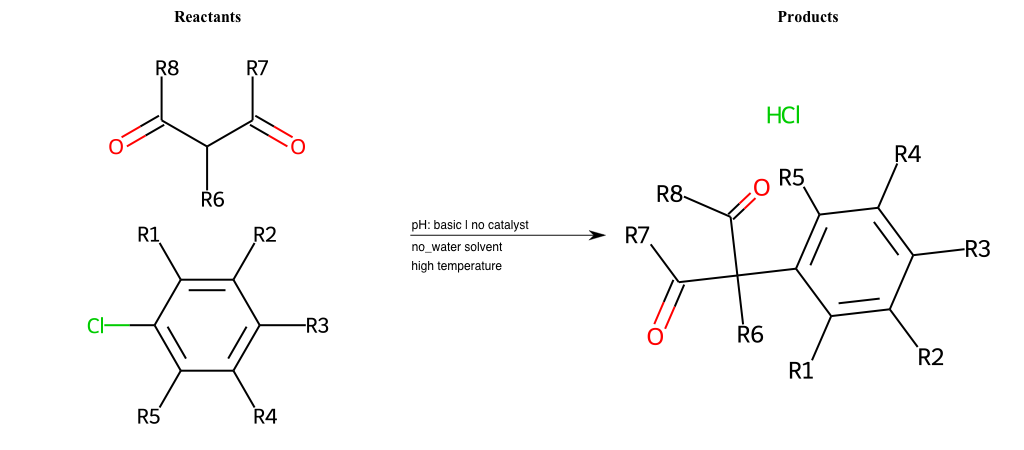 Reactants
Products
R8
R7
O
O
R6
R1
R2
Cl
R3
R5
R4
pH: basic | no catalyst
no_water solvent
high temperature
HCl
R4
R5
R8
O
R7
R3
O
R6
R2
R1